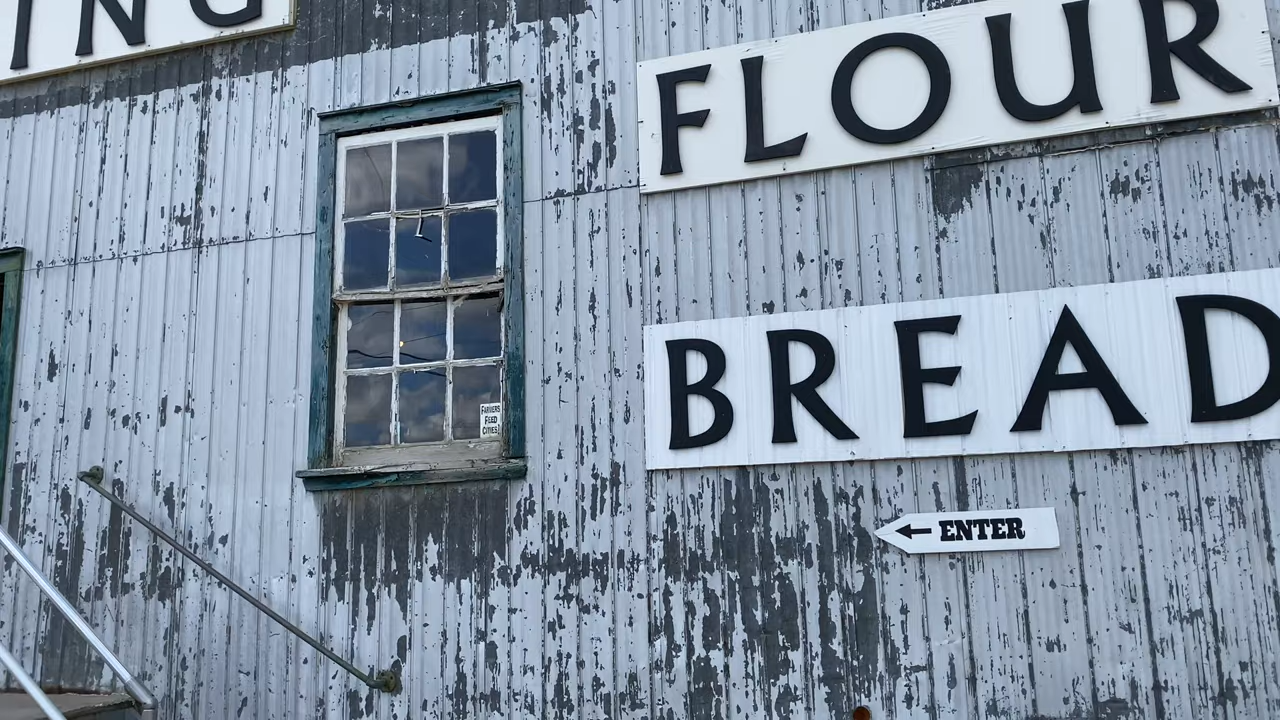 ING
FLOUR
BREAD
FARMERS
FEED
CITIES
ENTER